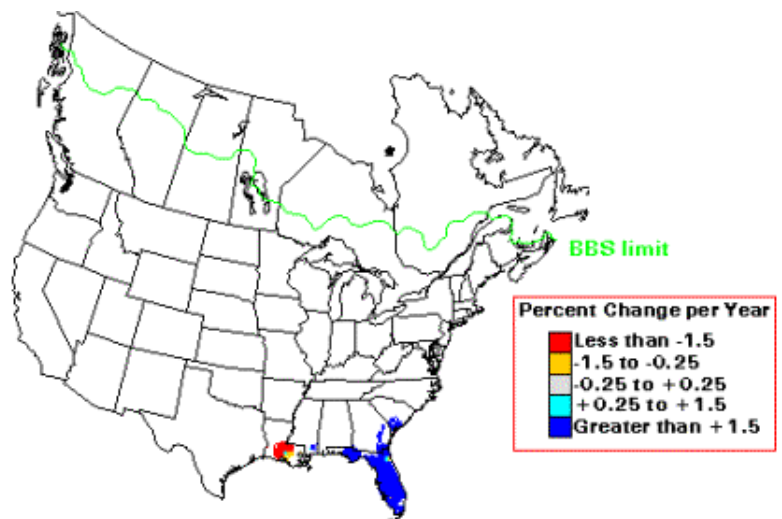 BBS limit
Percent Change per Year
Less than -1.5
-1.5 to -0.25
-0.25 to +0.25
+0.25 to +1.5
Greater than +1.5